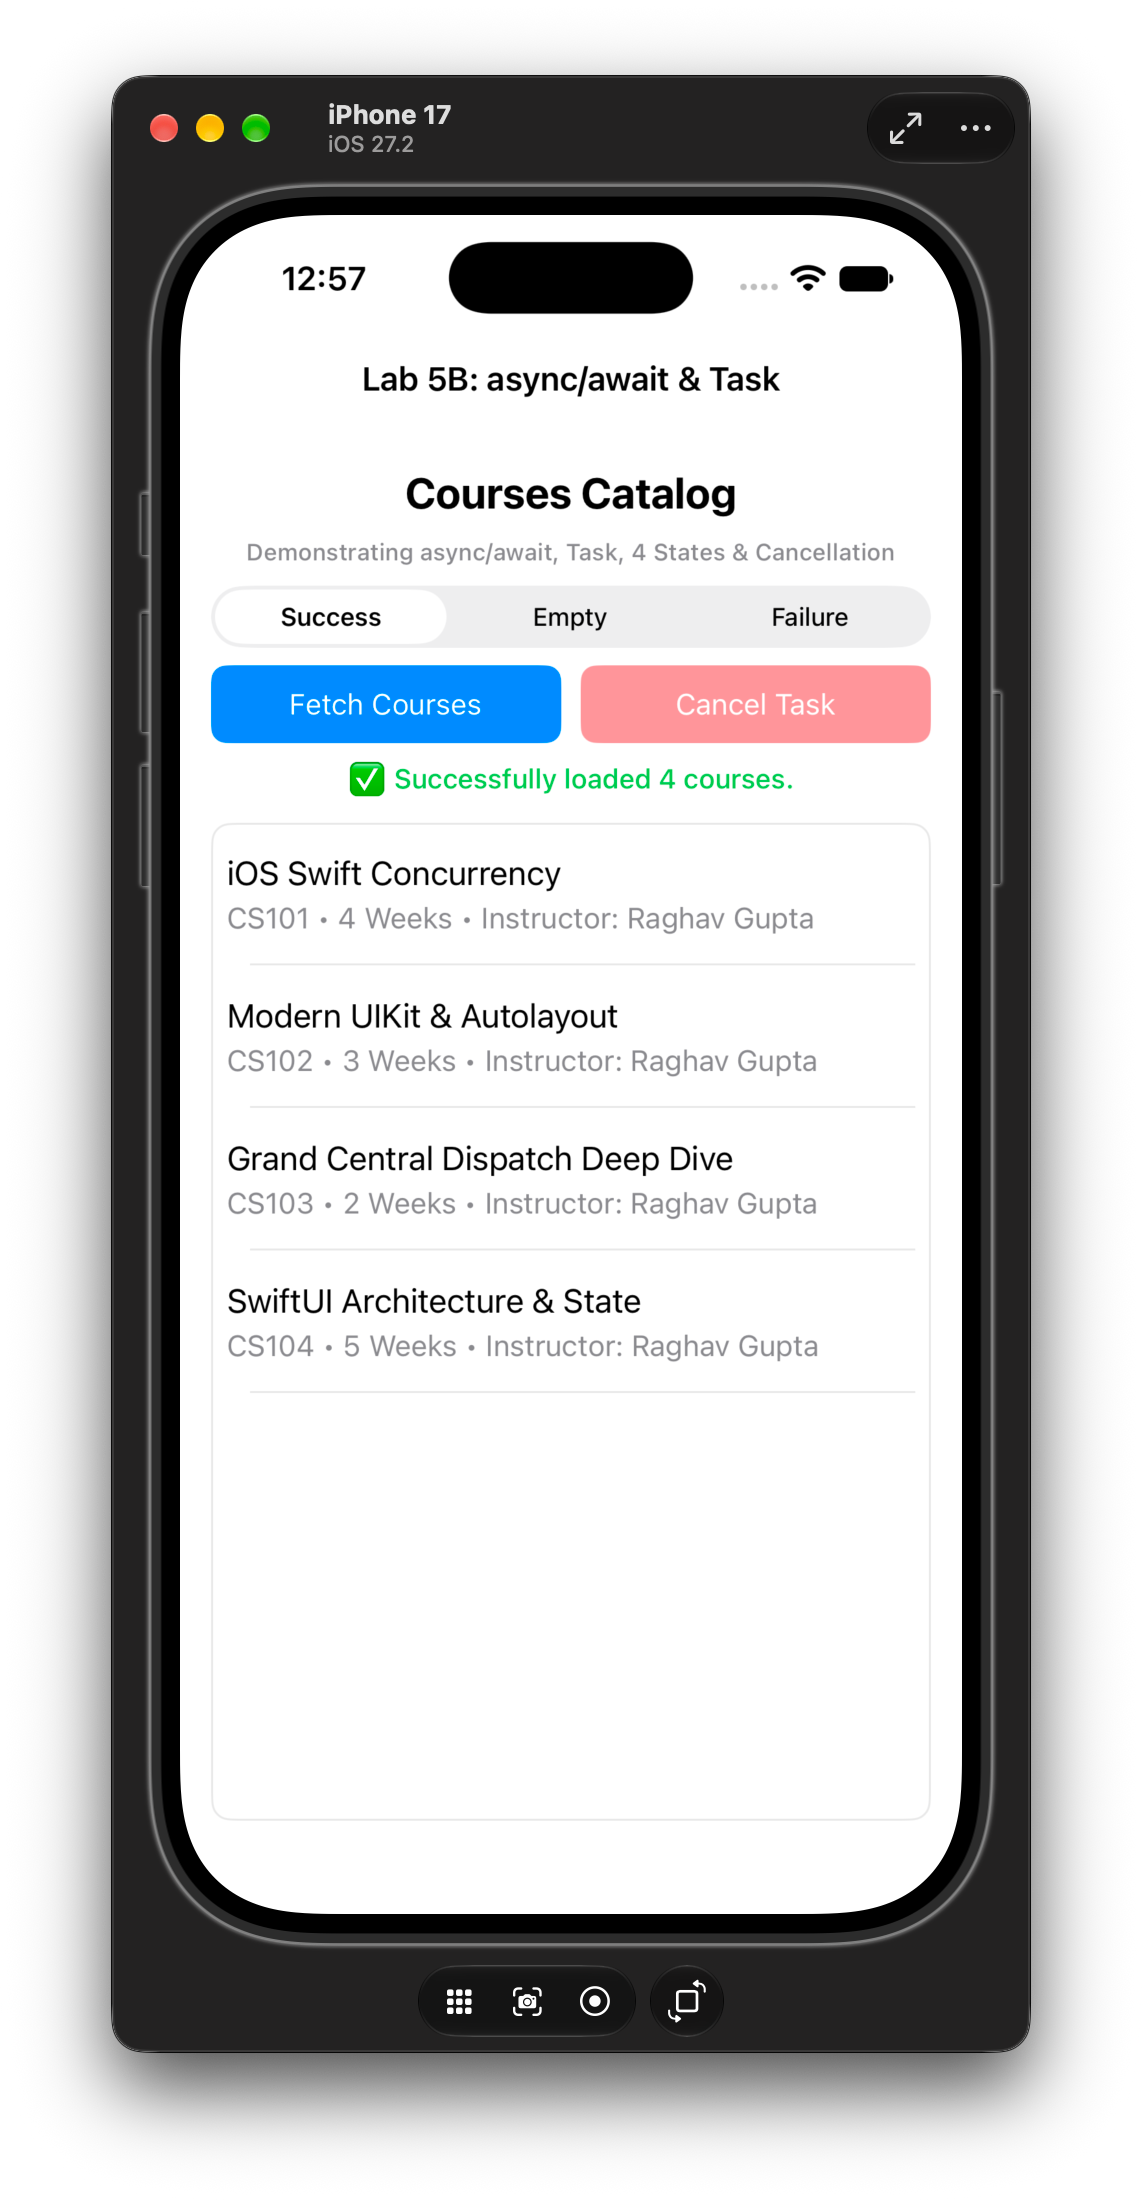 iPhone 17
iOS 27.2
12:57
Lab 5B: async/await & Task
Courses Catalog
Demonstrating async/await, Task, 4 States & Cancellation
Success Empty Failure
Fetch Courses Cancel Task
✅ Successfully loaded 4 courses.
iOS Swift Concurrency
CS101 • 4 Weeks • Instructor: Raghav Gupta
Modern UIKit & Autolayout
CS102 • 3 Weeks • Instructor: Raghav Gupta
Grand Central Dispatch Deep Dive
CS103 • 2 Weeks • Instructor: Raghav Gupta
SwiftUI Architecture & State
CS104 • 5 Weeks • Instructor: Raghav Gupta